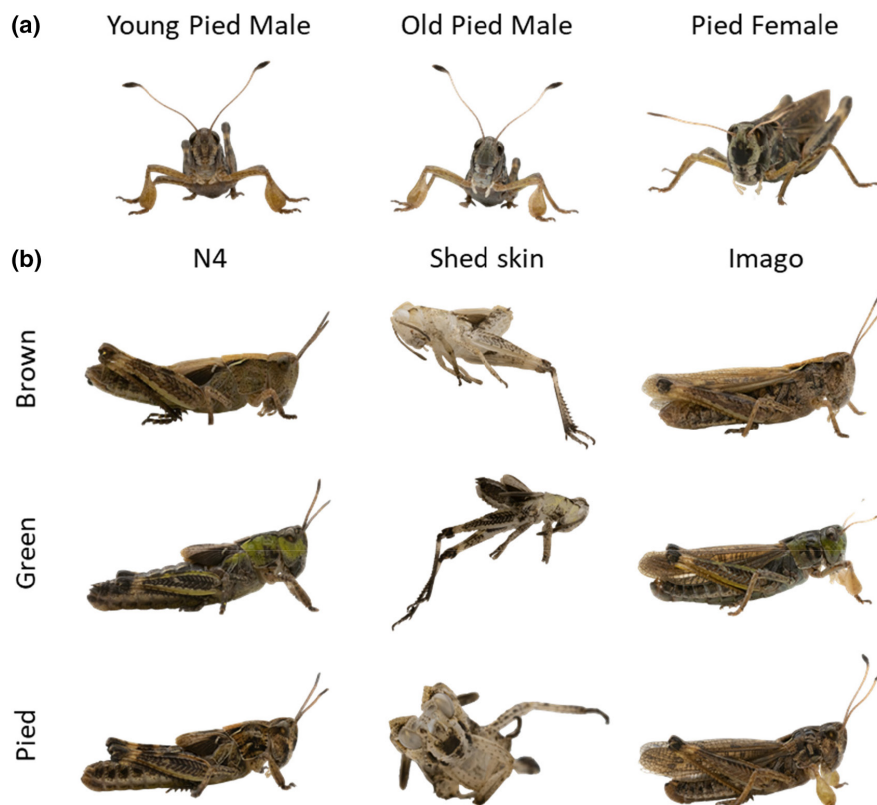 (a) Young Pied Male Old Pied Male Pied Female
(b) N4 Shed skin Imago
Brown
Green
Pied